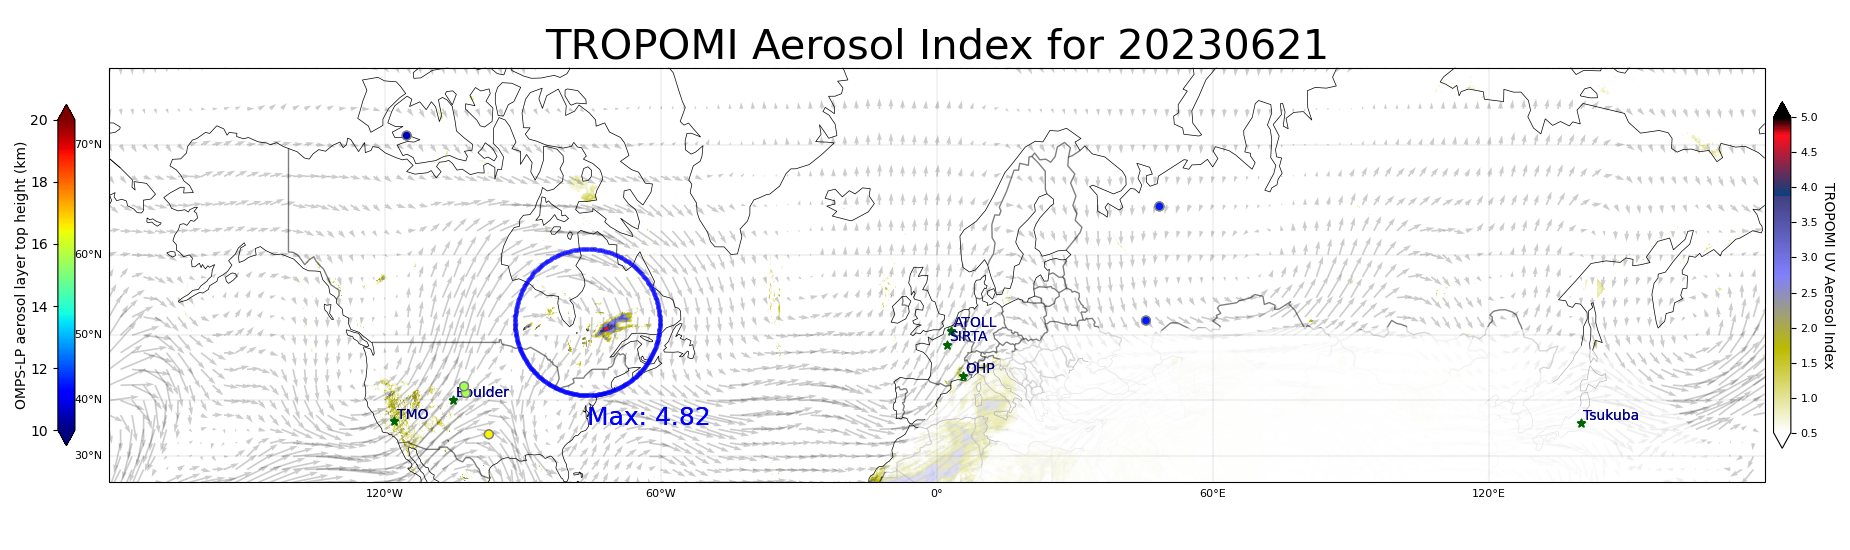 TROPOMI Aerosol Index for 20230621
OMPS-LP aerosol layer top height (km)
20
18
16
14
12
10
70°N
60°N
50°N
40°N
30°N
120°W
60°W
0°
60°E
120°E
ATOLL
SIRTA
OHP
Boulder
TMO
Tsukuba
Max: 4.82
5.0
4.5
4.0
3.5
3.0
2.5
2.0
1.5
1.0
0.5
TROPOMI UV Aerosol Index